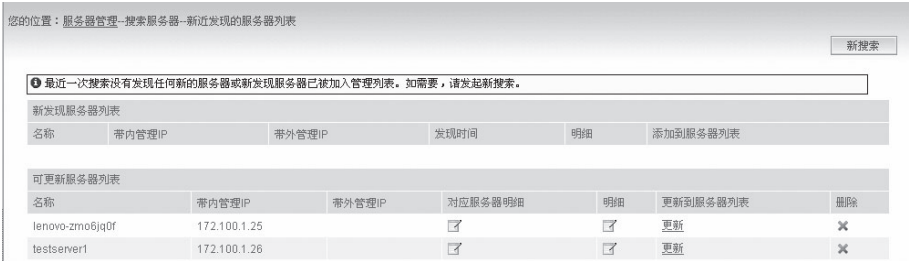 您的位置：服务器管理--搜索服务器--新近发现的服务器列表
新搜索
最近一次搜索没有发现任何新的服务器或新发现服务器已被加入管理列表。如需要，请发起新搜索。
新发现服务器列表
名称 带内管理IP 带外管理IP 发现时间 明细 添加到服务器列表
可更新服务器列表
名称 带内管理IP 带外管理IP 对应服务器明细 明细 更新到服务器列表 删除
lenovo-zmo6jq0f 172.100.1.25 更新
testserver1 172.100.1.26 更新